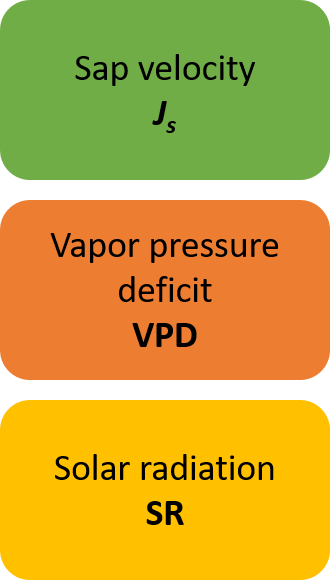 Sap velocity
Js
Vapor pressure
deficit
VPD
Solar radiation
SR